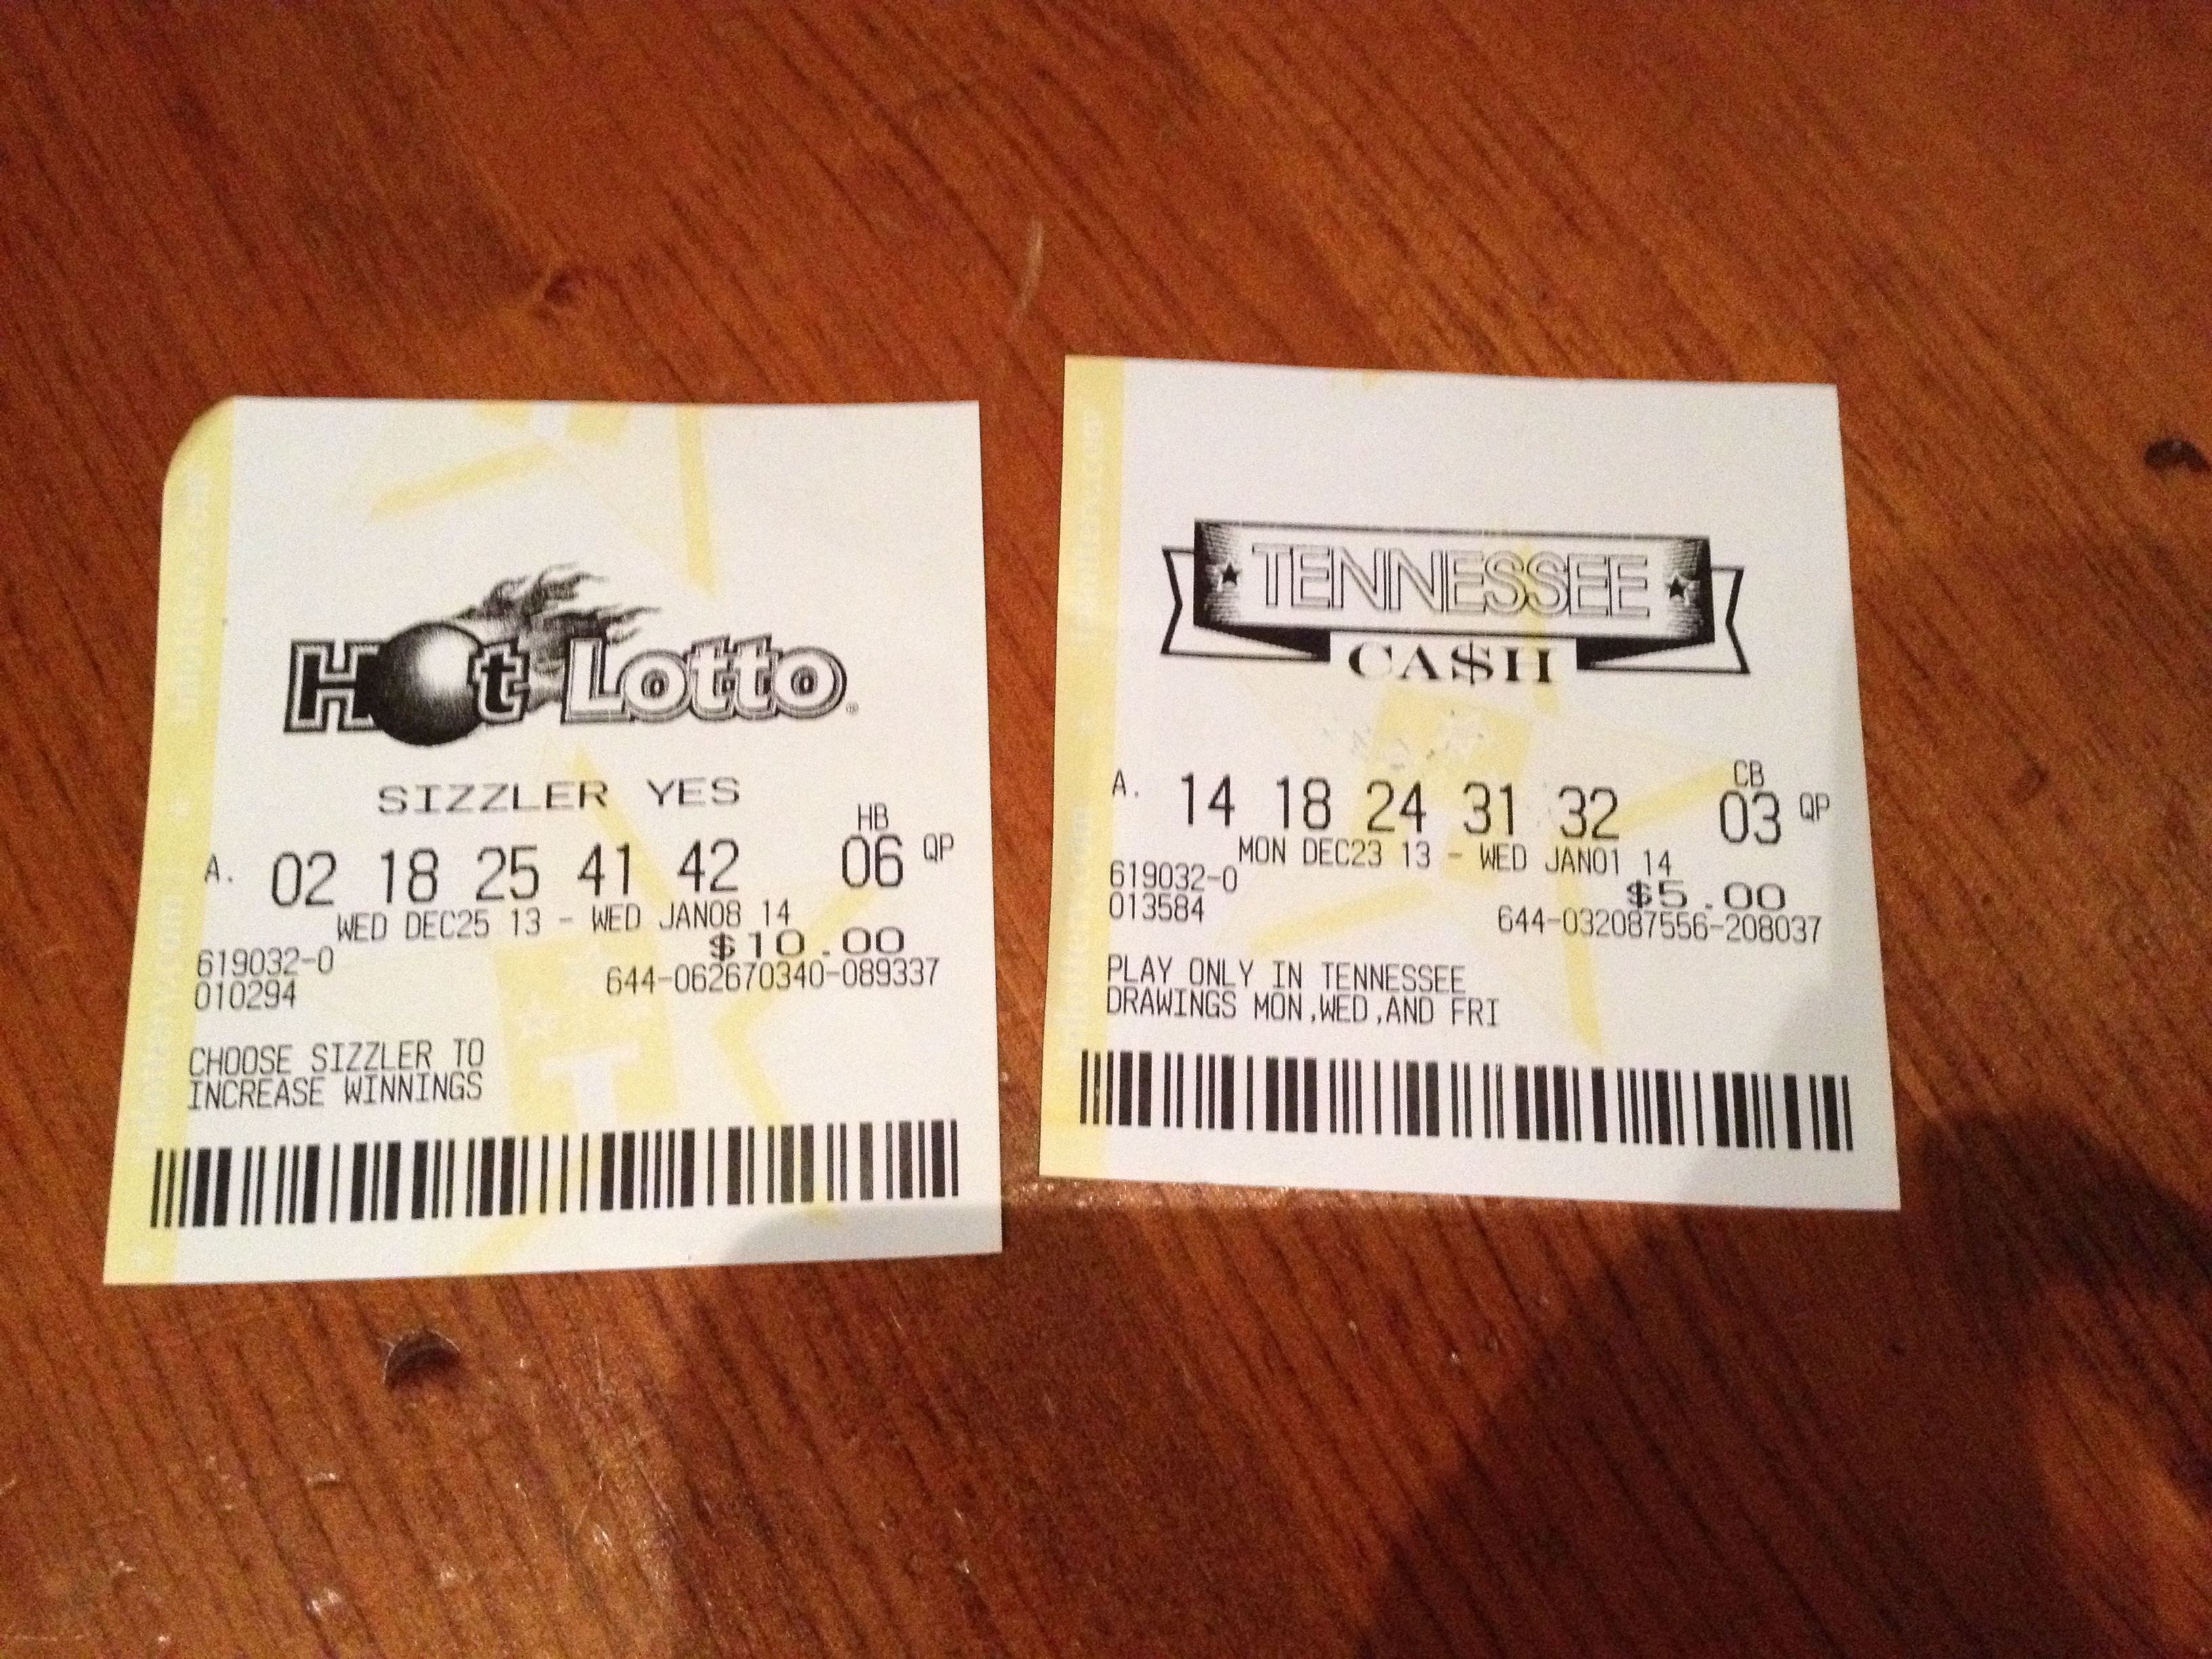 Hot Lotto®
SIZZLER YES
HB
A. 02 18 25 41 42 06 QP
WED DEC25 13 - WED JAN08 14
$10.00
619032-0
644-062670340-089337
010294
CHOOSE SIZZLER TO
INCREASE WINNINGS
TENNESSEE
CA$H
CB
A. 14 18 24 31 32 03 QP
MON DEC23 13 - WED JAN01 14
619032-0
$5.00
013584
644-032087556-208037
PLAY ONLY IN TENNESSEE
DRAWINGS MON,WED,AND FRI